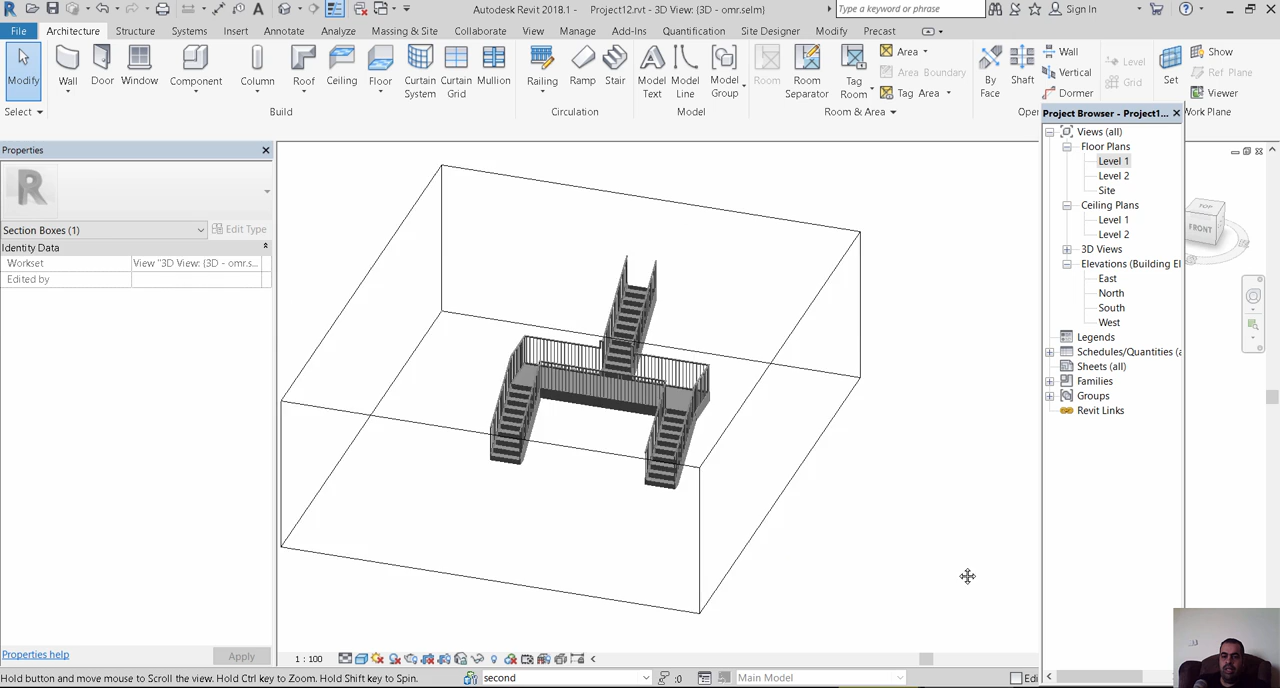 Autodesk Revit 2018.1 - Project12.rvt - 3D View: {3D - omr.selm}
Type a keyword or phrase
Sign In
File Architecture Structure Systems Insert Annotate Analyze Massing & Site Collaborate View Manage Add-Ins Quantification Site Designer Modify Precast
Modify Wall Door Window Component Column Roof Ceiling Floor Curtain System Curtain Grid Mullion Railing Ramp Stair Model Text Model Line Model Group Room Room Separator Tag Room
Area
Area Boundary
Tag Area
By Face Shaft
Wall
Vertical
Dormer
Level
Grid
Set
Show
Ref Plane
Viewer
Select Build Circulation Model Room & Area Oper Work Plane
Project Browser - Project1...
Views (all)
Floor Plans
Level 1
Level 2
Site
Ceiling Plans
Level 1
Level 2
3D Views
Elevations (Building El
East
North
South
West
Legends
Schedules/Quantities (a
Sheets (all)
Families
Groups
Revit Links
Properties
Section Boxes (1)
Edit Type
Identity Data
Workset View "3D View: {3D - omr.s...
Edited by
TOP
FRONT
Properties help
Apply
1 : 100
Hold button and move mouse to Scroll the view. Hold Ctrl key to Zoom. Hold Shift key to Spin.
second
:0
Main Model
Edi